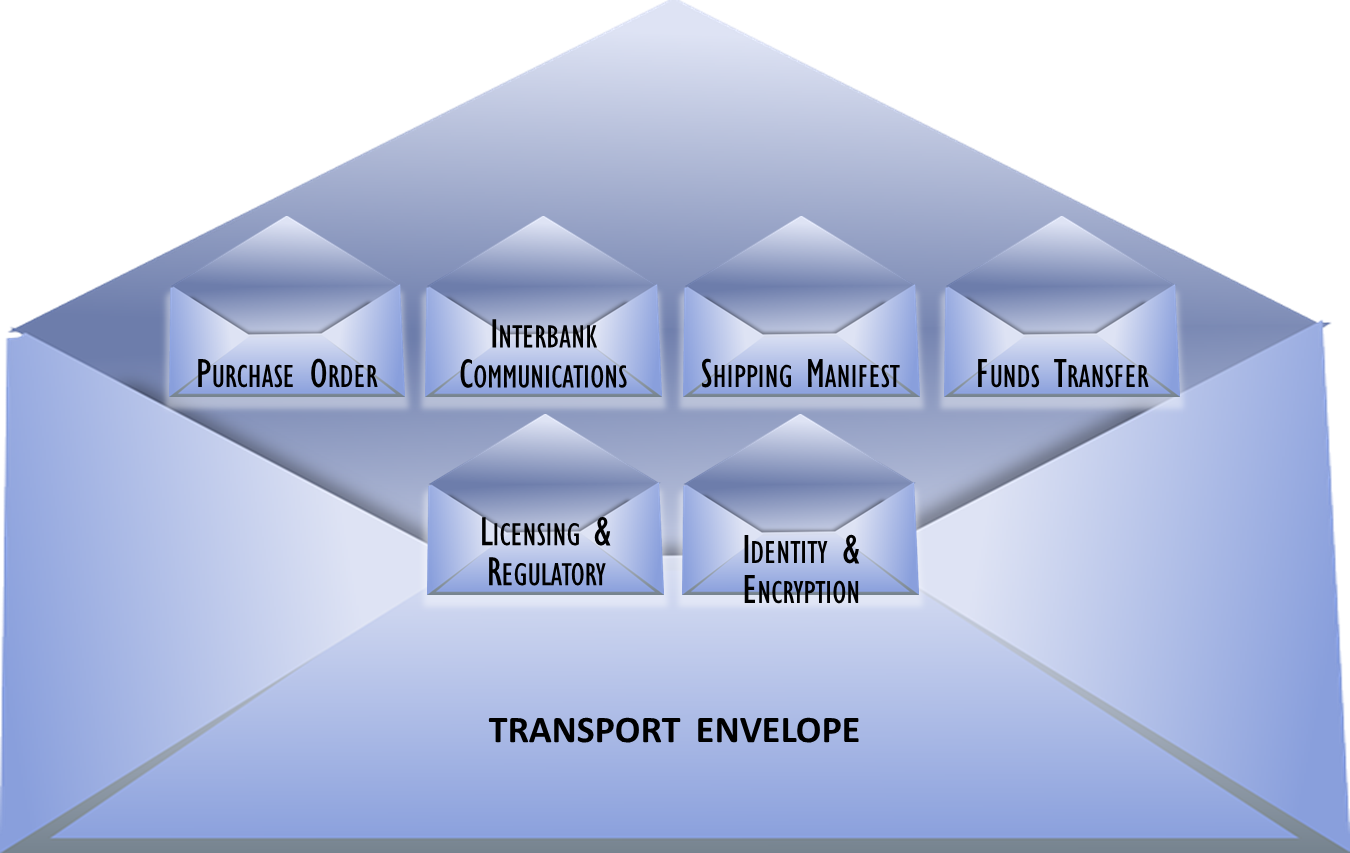 Purchase Order
Interbank
Communications
Shipping Manifest
Funds Transfer
Licensing &
Regulatory
Identity &
Encryption
TRANSPORT ENVELOPE